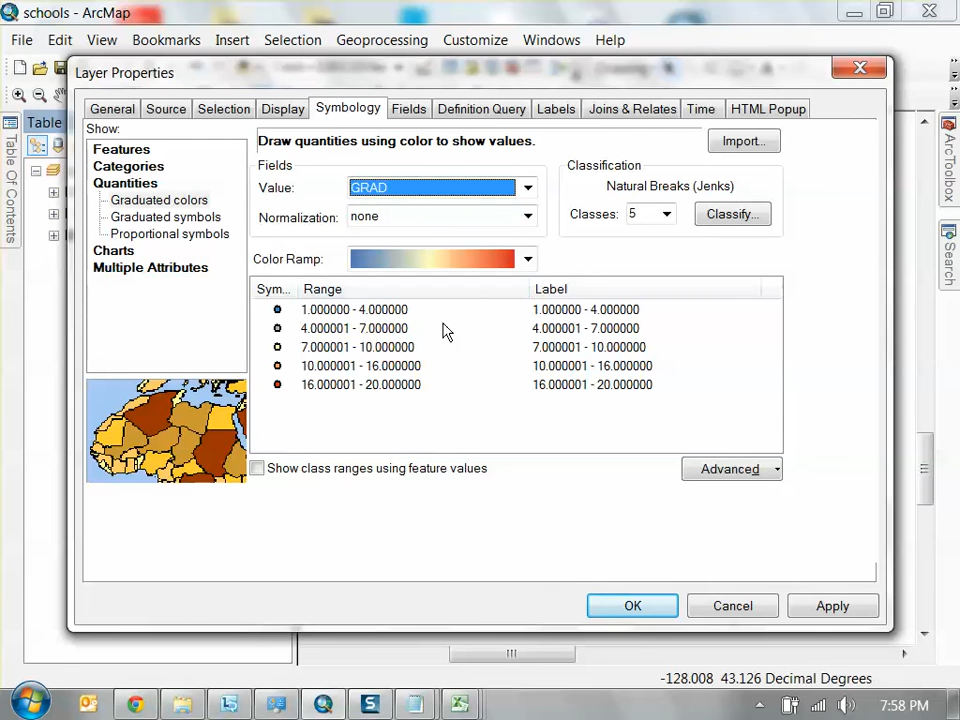 schools - ArcMap
File Edit View Bookmarks Insert Selection Geoprocessing Customize Windows Help
Layer Properties
General Source Selection Display Symbology Fields Definition Query Labels Joins & Relates Time HTML Popup
Table
Table Of Contents
ArcToolbox
Search
Show:
Features
Categories
Quantities
Graduated colors
Graduated symbols
Proportional symbols
Charts
Multiple Attributes
Draw quantities using color to show values.
Import...
Fields
Value: GRAD
Normalization: none
Classification
Natural Breaks (Jenks)
Classes: 5 Classify...
Color Ramp:
Sym... Range Label
1.000000 - 4.000000 1.000000 - 4.000000
4.000001 - 7.000000 4.000001 - 7.000000
7.000001 - 10.000000 7.000001 - 10.000000
10.000001 - 16.000000 10.000001 - 16.000000
16.000001 - 20.000000 16.000001 - 20.000000
Show class ranges using feature values
Advanced
OK Cancel Apply
-128.008 43.126 Decimal Degrees
7:58 PM